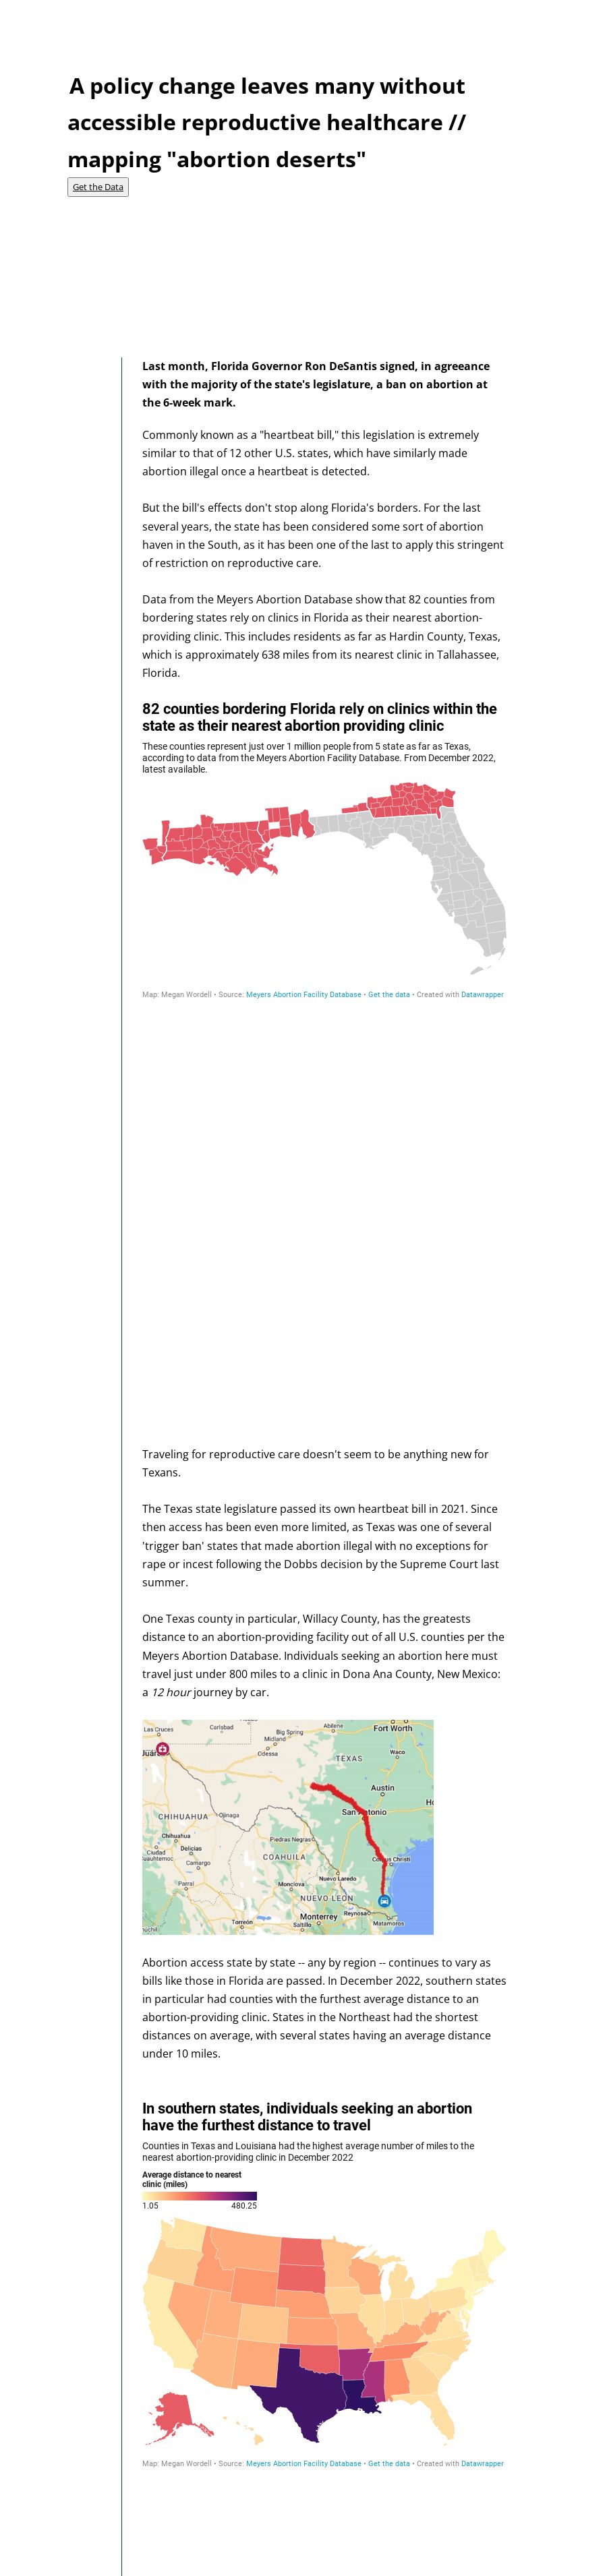 A policy change leaves many without
accessible reproductive healthcare //
mapping "abortion deserts"
Get the Data
Last month, Florida Governor Ron DeSantis signed, in agreeance
with the majority of the state's legislature, a ban on abortion at
the 6-week mark.
Commonly known as a "heartbeat bill," this legislation is extremely
similar to that of 12 other U.S. states, which have similarly made
abortion illegal once a heartbeat is detected.
But the bill's effects don't stop along Florida's borders. For the last
several years, the state has been considered some sort of abortion
haven in the South, as it has been one of the last to apply this stringent
of restriction on reproductive care.
Data from the Meyers Abortion Database show that 82 counties from
bordering states rely on clinics in Florida as their nearest abortion-
providing clinic. This includes residents as far as Hardin County, Texas,
which is approximately 638 miles from its nearest clinic in Tallahassee,
Florida.
82 counties bordering Florida rely on clinics within the
state as their nearest abortion providing clinic
These counties represent just over 1 million people from 5 state as far as Texas,
according to data from the Meyers Abortion Facility Database. From December 2022,
latest available.
Map: Megan Wordell • Source: Meyers Abortion Facility Database • Get the data • Created with Datawrapper
Traveling for reproductive care doesn't seem to be anything new for
Texans.
The Texas state legislature passed its own heartbeat bill in 2021. Since
then access has been even more limited, as Texas was one of several
'trigger ban' states that made abortion illegal with no exceptions for
rape or incest following the Dobbs decision by the Supreme Court last
summer.
One Texas county in particular, Willacy County, has the greatests
distance to an abortion-providing facility out of all U.S. counties per the
Meyers Abortion Database. Individuals seeking an abortion here must
travel just under 800 miles to a clinic in Dona Ana County, New Mexico:
a 12 hour journey by car.
Las Cruces
Carlsbad
Big Spring
Abilene
Fort Worth
Midland
Odessa
TEXAS
Waco
Austin
San Antonio
CHIHUAHUA
Ojinaga
Chihuahua
Piedras Negras
Ciudad
Cuauhtemoc
Delicias
COAHUILA
Camargo
Nuevo Laredo
Parral
Monclova
NUEVO LEON
Monterrey
Reynosa
Torreón
Saltillo
Matamoros
Abortion access state by state -- any by region -- continues to vary as
bills like those in Florida are passed. In December 2022, southern states
in particular had counties with the furthest average distance to an
abortion-providing clinic. States in the Northeast had the shortest
distances on average, with several states having an average distance
under 10 miles.
In southern states, individuals seeking an abortion
have the furthest distance to travel
Counties in Texas and Louisiana had the highest average number of miles to the
nearest abortion-providing clinic in December 2022
Average distance to nearest
clinic (miles)
1.05 480.25
Map: Megan Wordell • Source: Meyers Abortion Facility Database • Get the data • Created with Datawrapper